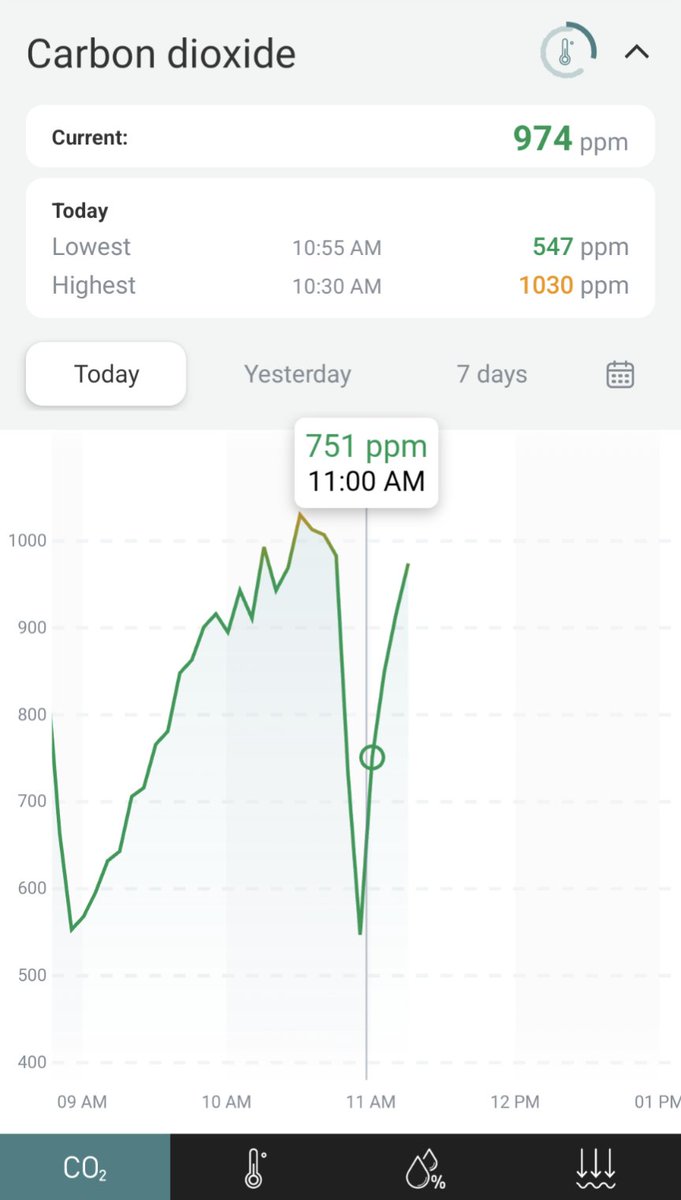 Carbon dioxide
Current: 974 ppm
Today
Lowest 10:55 AM 547 ppm
Highest 10:30 AM 1030 ppm
Today Yesterday 7 days
751 ppm
11:00 AM
1000
900
800
700
600
500
400
09 AM 10 AM 11 AM 12 PM 01 PM
CO₂ ° %